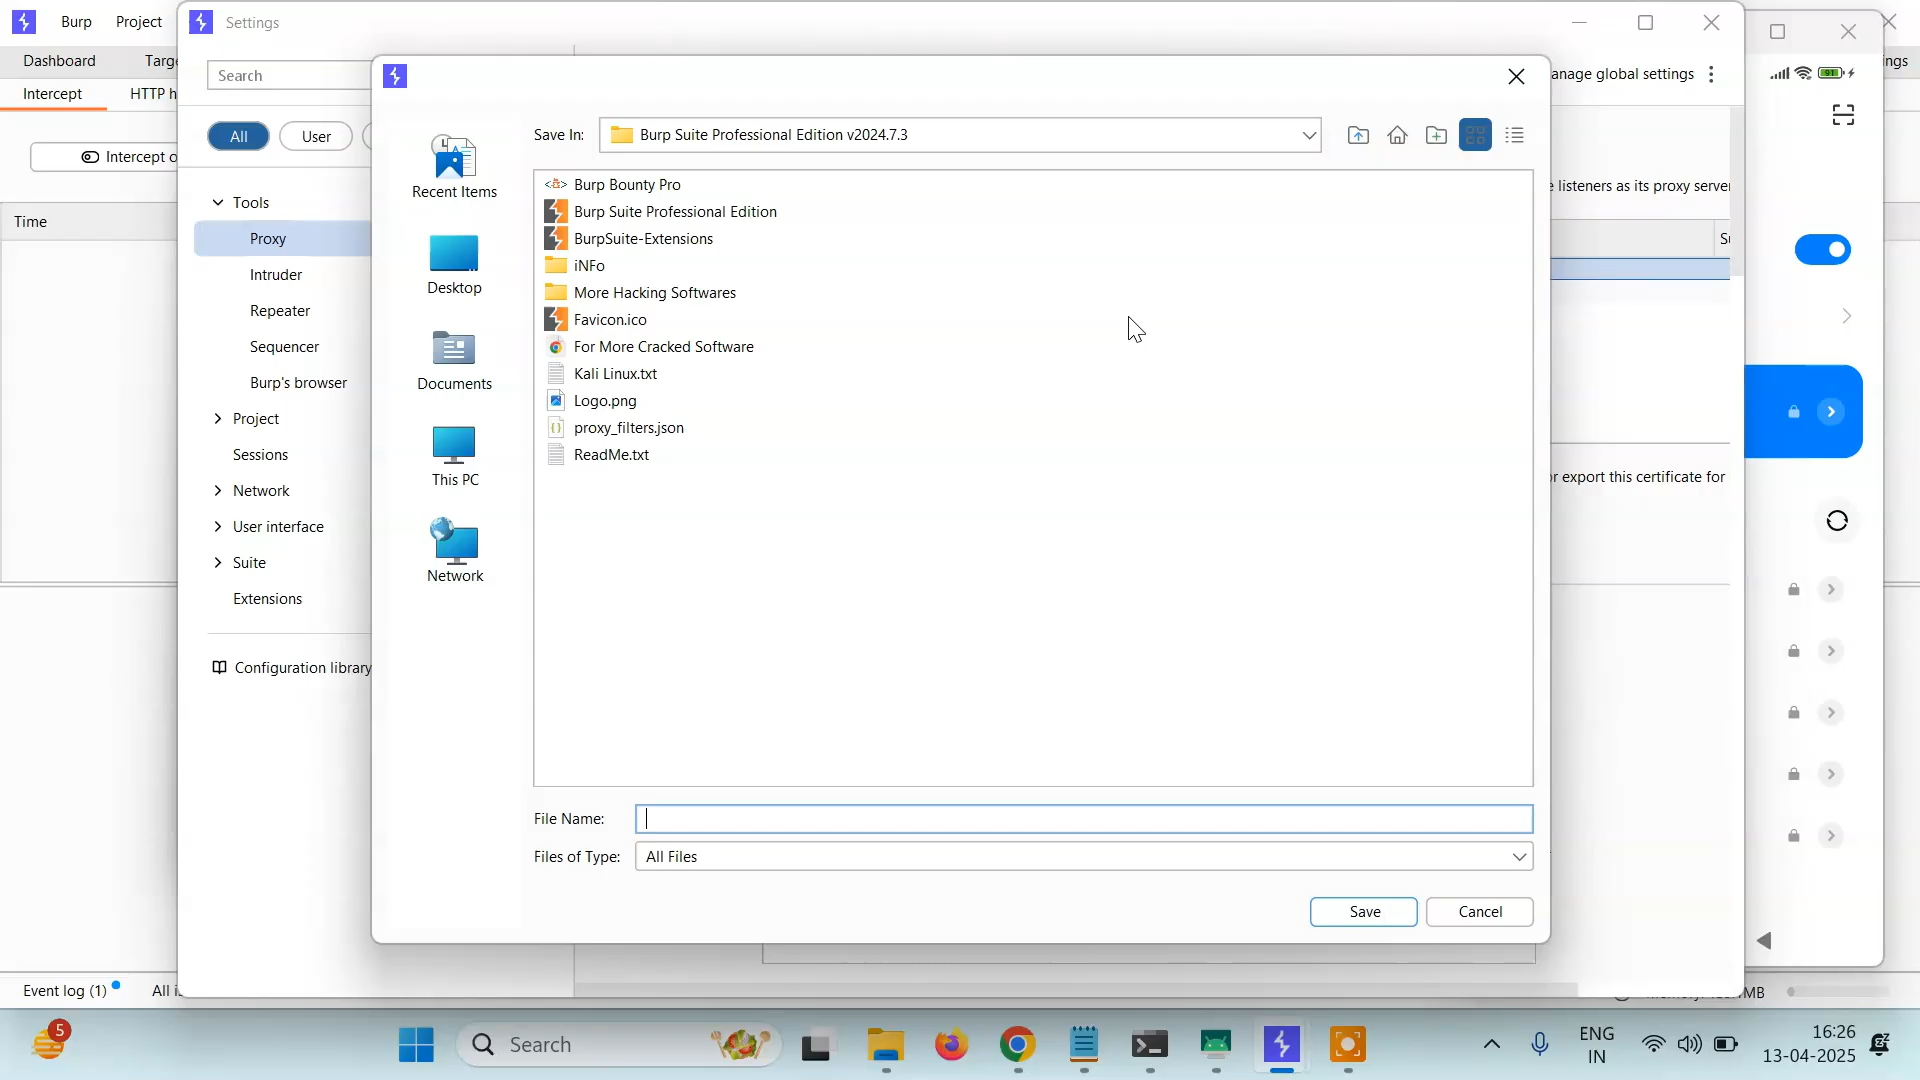 Burp
Project
Settings
Dashboard
Intercept
Search
anage global settings
91
All
User
Intercept o
Time
Tools
Proxy
Intruder
Repeater
Sequencer
Burp's browser
Project
Sessions
Network
User interface
Suite
Extensions
Configuration library
Recent Items
Desktop
Documents
This PC
Network
Save In:
Burp Suite Professional Edition v2024.7.3
Burp Bounty Pro
Burp Suite Professional Edition
BurpSuite-Extensions
iNFo
More Hacking Softwares
Favicon.ico
For More Cracked Software
Kali Linux.txt
Logo.png
proxy_filters.json
ReadMe.txt
File Name:
Files of Type:
All Files
Save
Cancel
e listeners as its proxy server
or export this certificate for
Event log (1)
5
Search
ENG
IN
16:26
13-04-2025